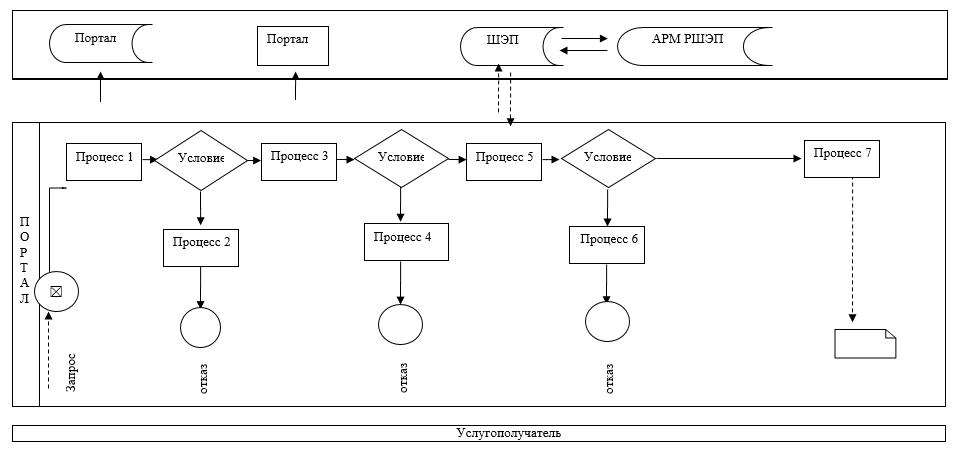 Портал
Портал
ШЭП
АРМ РШЭП
ПОРТАЛ
Процесс 1
Условие
Процесс 3
Условие
Процесс 5
Условие
Процесс 7
Процесс 2
Процесс 4
Процесс 6
Запрос
отказ
отказ
отказ
Услугополучатель